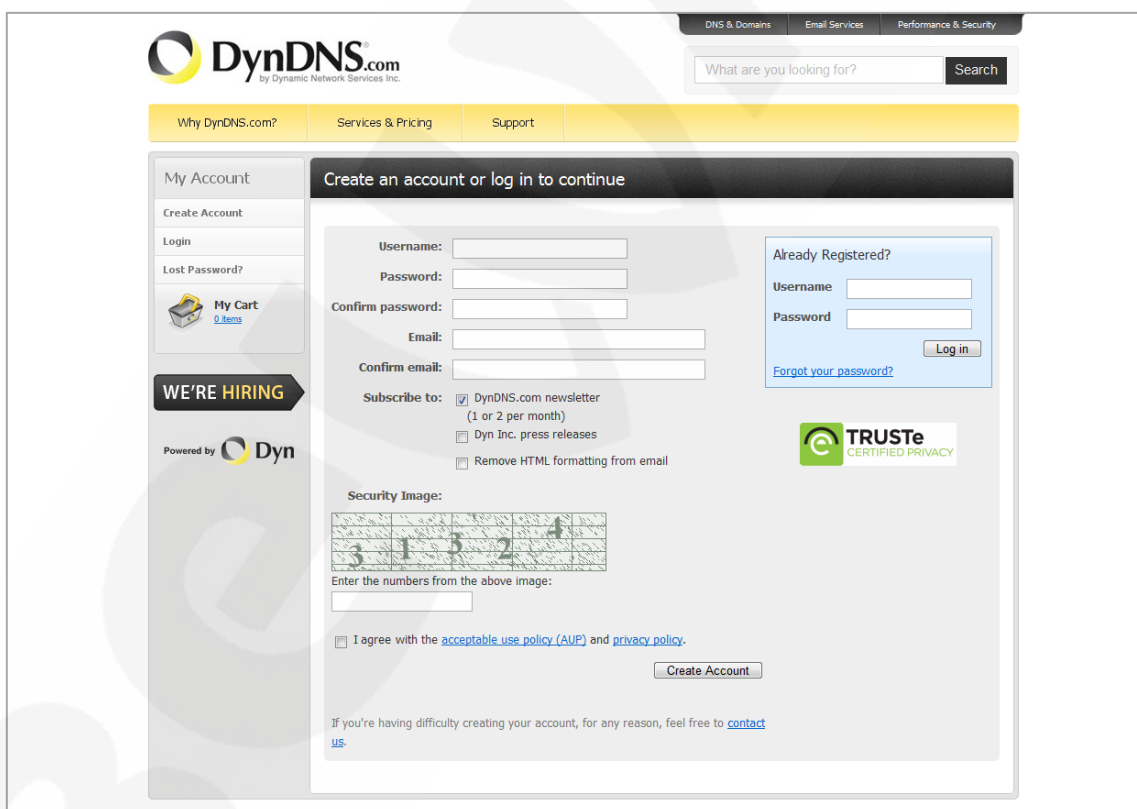 DNS & Domains
Email Services
Performance & Security
DynDNS.com
by Dynamic Network Services Inc.
What are you looking for?
Search
Why DynDNS.com?
Services & Pricing
Support
My Account
Create Account
Login
Lost Password?
My Cart
0 items
WE'RE HIRING
Powered by Dyn
Create an account or log in to continue
Username:
Password:
Confirm password:
Email:
Confirm email:
Subscribe to:
DynDNS.com newsletter
(1 or 2 per month)
Dyn Inc. press releases
Remove HTML formatting from email
Security Image:
3 1 3 2 4
Enter the numbers from the above image:
I agree with the acceptable use policy (AUP) and privacy policy.
Create Account
If you're having difficulty creating your account, for any reason, feel free to contact
us.
Already Registered?
Username
Password
Log in
Forgot your password?
TRUSTe
CERTIFIED PRIVACY